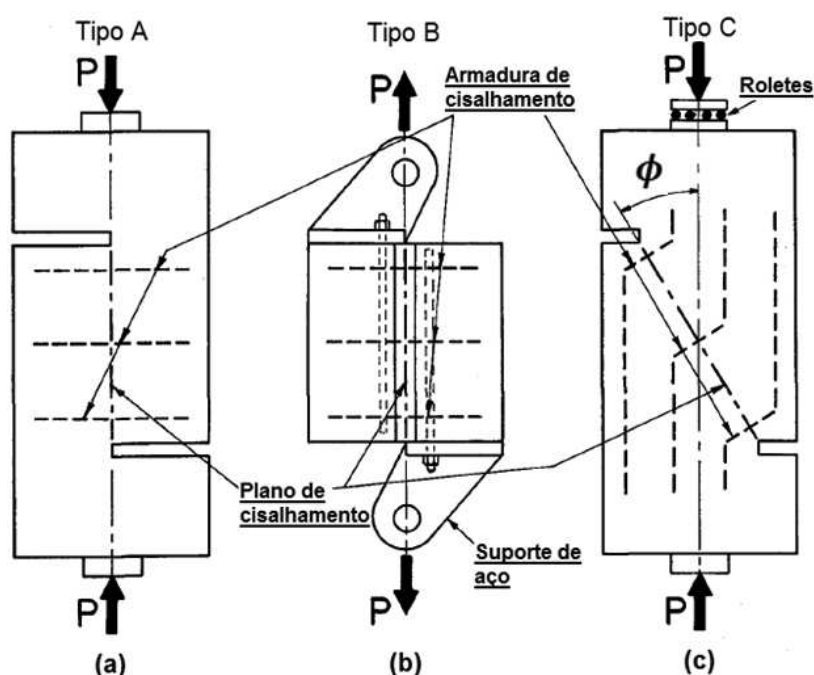 Tipo A
Tipo B
Tipo C
P
P
P
Armadura de
cisalhamento
Roletes
ϕ
Plano de
cisalhamento
Suporte de
aço
P
P
P
(a)
(b)
(c)